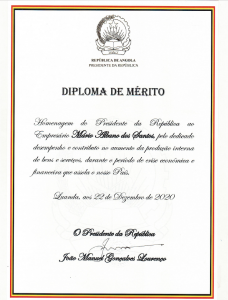 REPÚBLICA DE ANGOLA
PRESIDENTE DA REPÚBLICA
DIPLOMA DE MÉRITO
Homenagem do Presidente da República ao
Empresário Mário Albano dos Santos, pelo dedicado
desempenho e contributo no aumento da produção interna
de bens e serviços, durante o período de crise económica e
financeira que assola o nosso País.
Luanda, aos 22 de Dezembro de 2020
O Presidente da República
João Manuel Gonçalves Lourenço